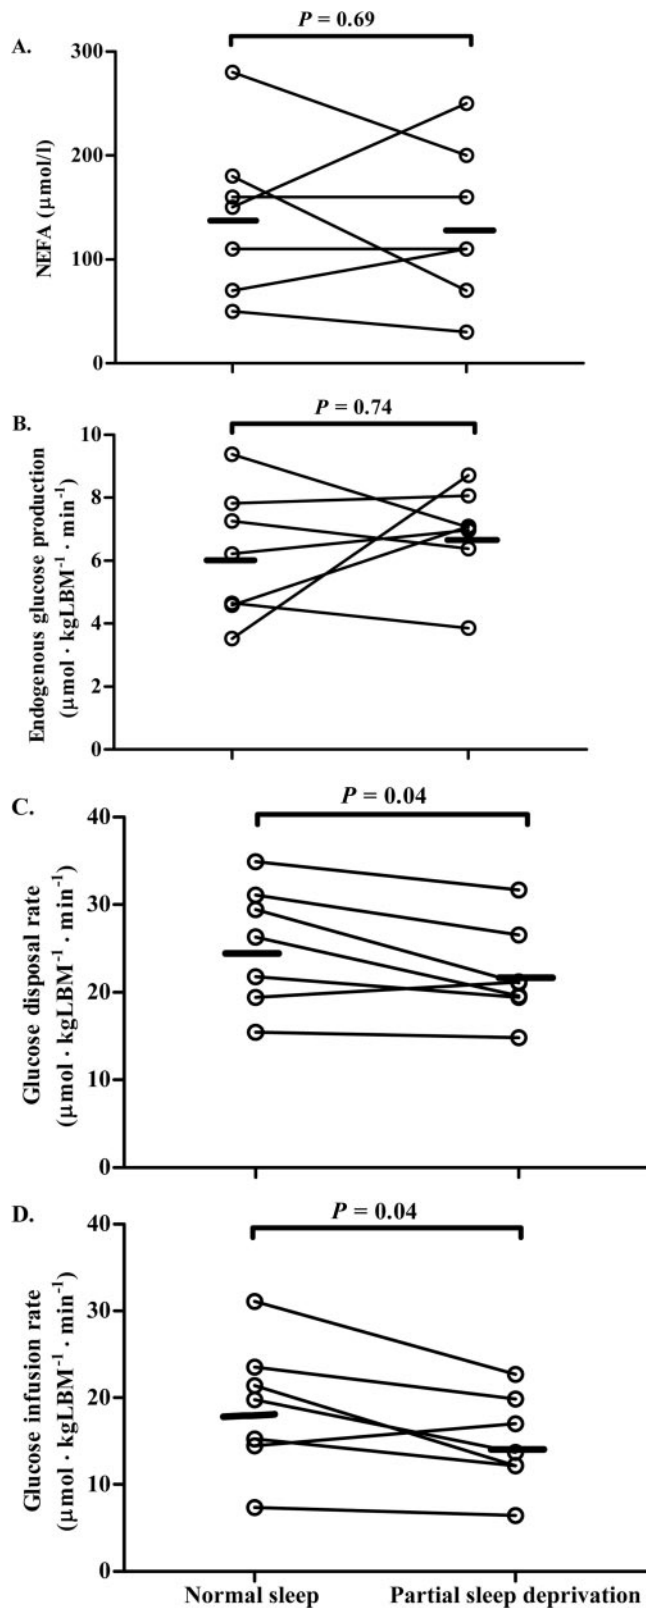 P = 0.69
A.
300
200
100
0
NEFA (μmol/l)
P = 0.74
B.
10
8
6
4
2
0
Endogenous glucose production
(μmol · kgLBM⁻¹ · min⁻¹)
P = 0.04
C.
40
30
20
10
0
Glucose disposal rate
(μmol · kgLBM⁻¹ · min⁻¹)
P = 0.04
D.
40
30
20
10
0
Glucose infusion rate
(μmol · kgLBM⁻¹ · min⁻¹)
Normal sleep Partial sleep deprivation